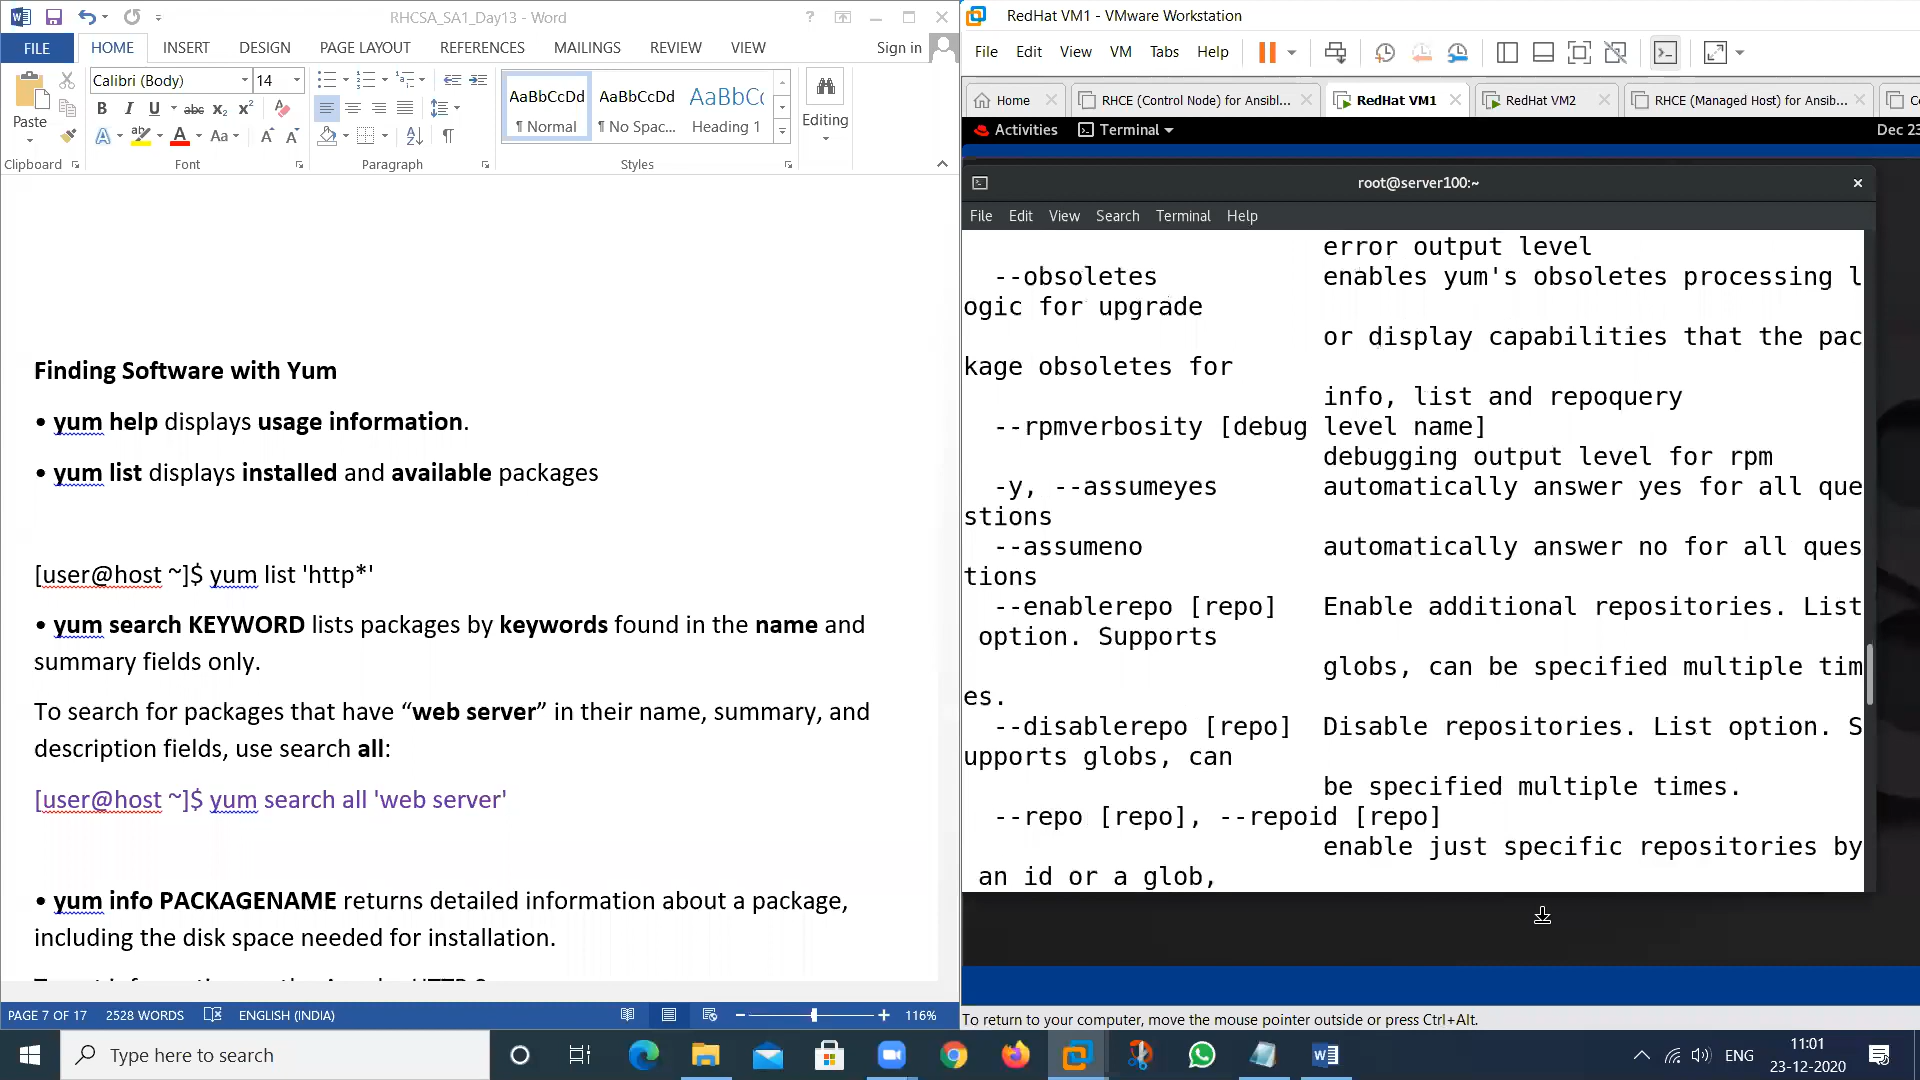 RHCSA_SA1_Day13 - Word
FILE HOME INSERT DESIGN PAGE LAYOUT REFERENCES MAILINGS REVIEW VIEW Sign in
Calibri (Body) 14
Paste
B I U abc x₂ x²
A ab A Aa A A
AaBbCcDd AaBbCcDd AaBbCc
¶ Normal ¶ No Spac... Heading 1
Editing
Clipboard Font Paragraph Styles
Finding Software with Yum
• yum help displays usage information.
• yum list displays installed and available packages
[user@host ~]$ yum list 'http*'
• yum search KEYWORD lists packages by keywords found in the name and
summary fields only.
To search for packages that have “web server” in their name, summary, and
description fields, use search all:
[user@host ~]$ yum search all 'web server'
• yum info PACKAGENAME returns detailed information about a package,
including the disk space needed for installation.
PAGE 7 OF 17 2528 WORDS ENGLISH (INDIA) 116%
RedHat VM1 - VMware Workstation
File Edit View VM Tabs Help
Home RHCE (Control Node) for Ansibl... RedHat VM1 RedHat VM2 RHCE (Managed Host) for Ansib...
Activities Terminal Dec 23
root@server100:~
File Edit View Search Terminal Help
error output level
--obsoletes enables yum's obsoletes processing l
ogic for upgrade
or display capabilities that the pac
kage obsoletes for
info, list and repoquery
--rpmverbosity [debug level name]
debugging output level for rpm
-y, --assumeyes automatically answer yes for all que
stions
--assumeno automatically answer no for all ques
tions
--enablerepo [repo] Enable additional repositories. List
option. Supports
globs, can be specified multiple tim
es.
--disablerepo [repo] Disable repositories. List option. S
upports globs, can
be specified multiple times.
--repo [repo], --repoid [repo]
enable just specific repositories by
an id or a glob,
To return to your computer, move the mouse pointer outside or press Ctrl+Alt.
Type here to search
ENG
11:01
23-12-2020